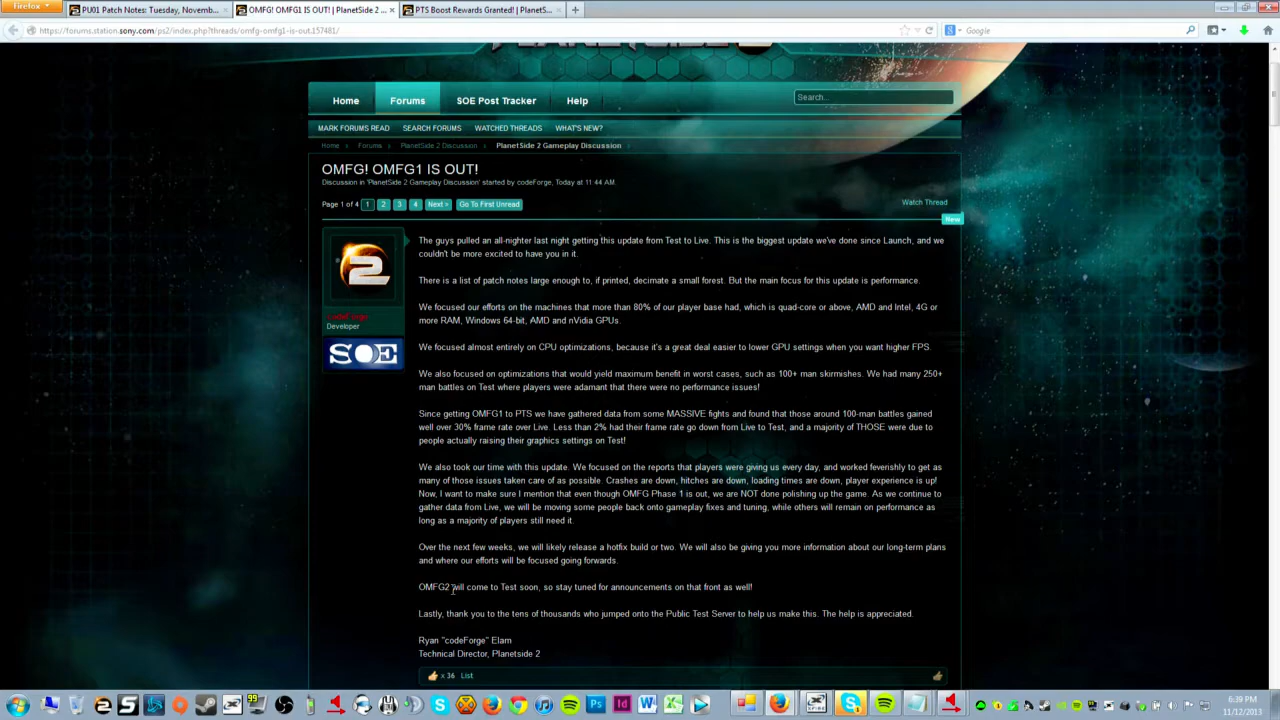 Firefox
PU01 Patch Notes: Tuesday, Novemb...
OMFG! OMFG1 IS OUT! | PlanetSide 2 ...
PTS Boost Rewards Granted! | PlanetS...
https://forums.station.sony.com/ps2/index.php?threads/omfg-omfg1-is-out.157481/
Google
Home
Forums
SOE Post Tracker
Help
Search...
MARK FORUMS READ
SEARCH FORUMS
WATCHED THREADS
WHAT'S NEW?
Home
Forums
PlanetSide 2 Discussion
PlanetSide 2 Gameplay Discussion
OMFG! OMFG1 IS OUT!
Discussion in 'PlanetSide 2 Gameplay Discussion' started by codeForge, Today at 11:44 AM.
Page 1 of 4
1
2
3
4
Next >
Go To First Unread
Watch Thread
New
codeForge
Developer
SOE
The guys pulled an all-nighter last night getting this update from Test to Live. This is the biggest update we've done since Launch, and we
couldn't be more excited to have you in it.
There is a list of patch notes large enough to, if printed, decimate a small forest. But the main focus for this update is performance.
We focused our efforts on the machines that more than 80% of our player base had, which is quad-core or above, AMD and Intel, 4G or
more RAM, Windows 64-bit, AMD and nVidia GPUs.
We focused almost entirely on CPU optimizations, because it's a great deal easier to lower GPU settings when you want higher FPS.
We also focused on optimizations that would yield maximum benefit in worst cases, such as 100+ man skirmishes. We had many 250+
man battles on Test where players were adamant that there were no performance issues!
Since getting OMFG1 to PTS we have gathered data from some MASSIVE fights and found that those around 100-man battles gained
well over 30% frame rate over Live. Less than 2% had their frame rate go down from Live to Test, and a majority of THOSE were due to
people actually raising their graphics settings on Test!
We also took our time with this update. We focused on the reports that players were giving us every day, and worked feverishly to get as
many of those issues taken care of as possible. Crashes are down, hitches are down, loading times are down, player experience is up!
Now, I want to make sure I mention that even though OMFG Phase 1 is out, we are NOT done polishing up the game. As we continue to
gather data from Live, we will be moving some people back onto gameplay fixes and tuning, while others will remain on performance as
long as a majority of players still need it.
Over the next few weeks, we will likely release a hotfix build or two. We will also be giving you more information about our long-term plans
and where our efforts will be focused going forwards.
OMFG2 will come to Test soon, so stay tuned for announcements on that front as well!
Lastly, thank you to the tens of thousands who jumped onto the Public Test Server to help us make this. The help is appreciated.
Ryan "codeForge" Elam
Technical Director, Planetside 2
x 36 List
6:39 PM
11/12/2013